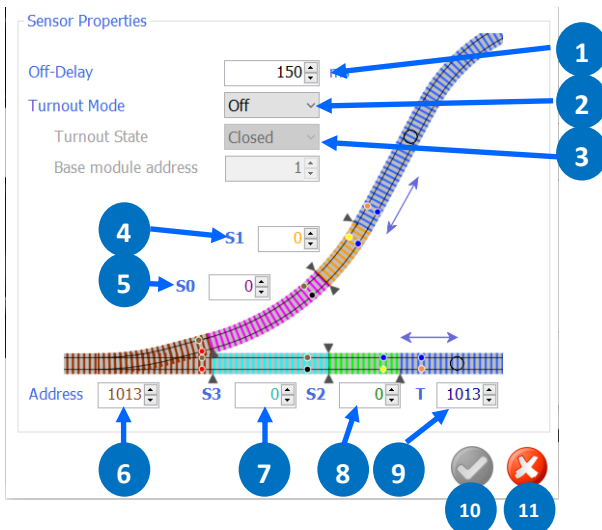 Sensor Properties
Off-Delay 150 1
Turnout Mode Off 2
Turnout State Closed 3
Base module address 1
4 S1 0
5 S0 0
Address 1013 S3 0 S2 0 T 1013
6 7 8 9
10 11